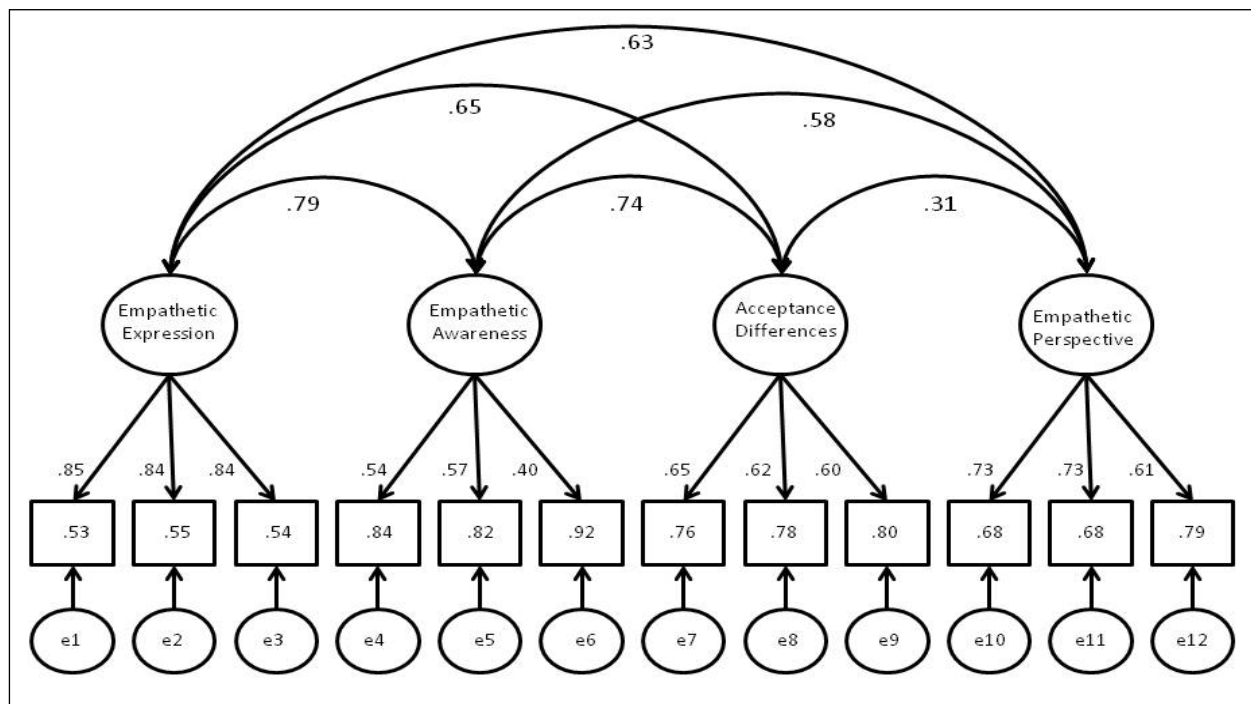 .63
.65
.58
.79
.74
.31
Empathetic
Expression
Empathetic
Awareness
Acceptance
Differences
Empathetic
Perspective
.85 .84 .84 .54 .57 .40 .65 .62 .60 .73 .73 .61
.53 .55 .54 .84 .82 .92 .76 .78 .80 .68 .68 .79
e1 e2 e3 e4 e5 e6 e7 e8 e9 e10 e11 e12